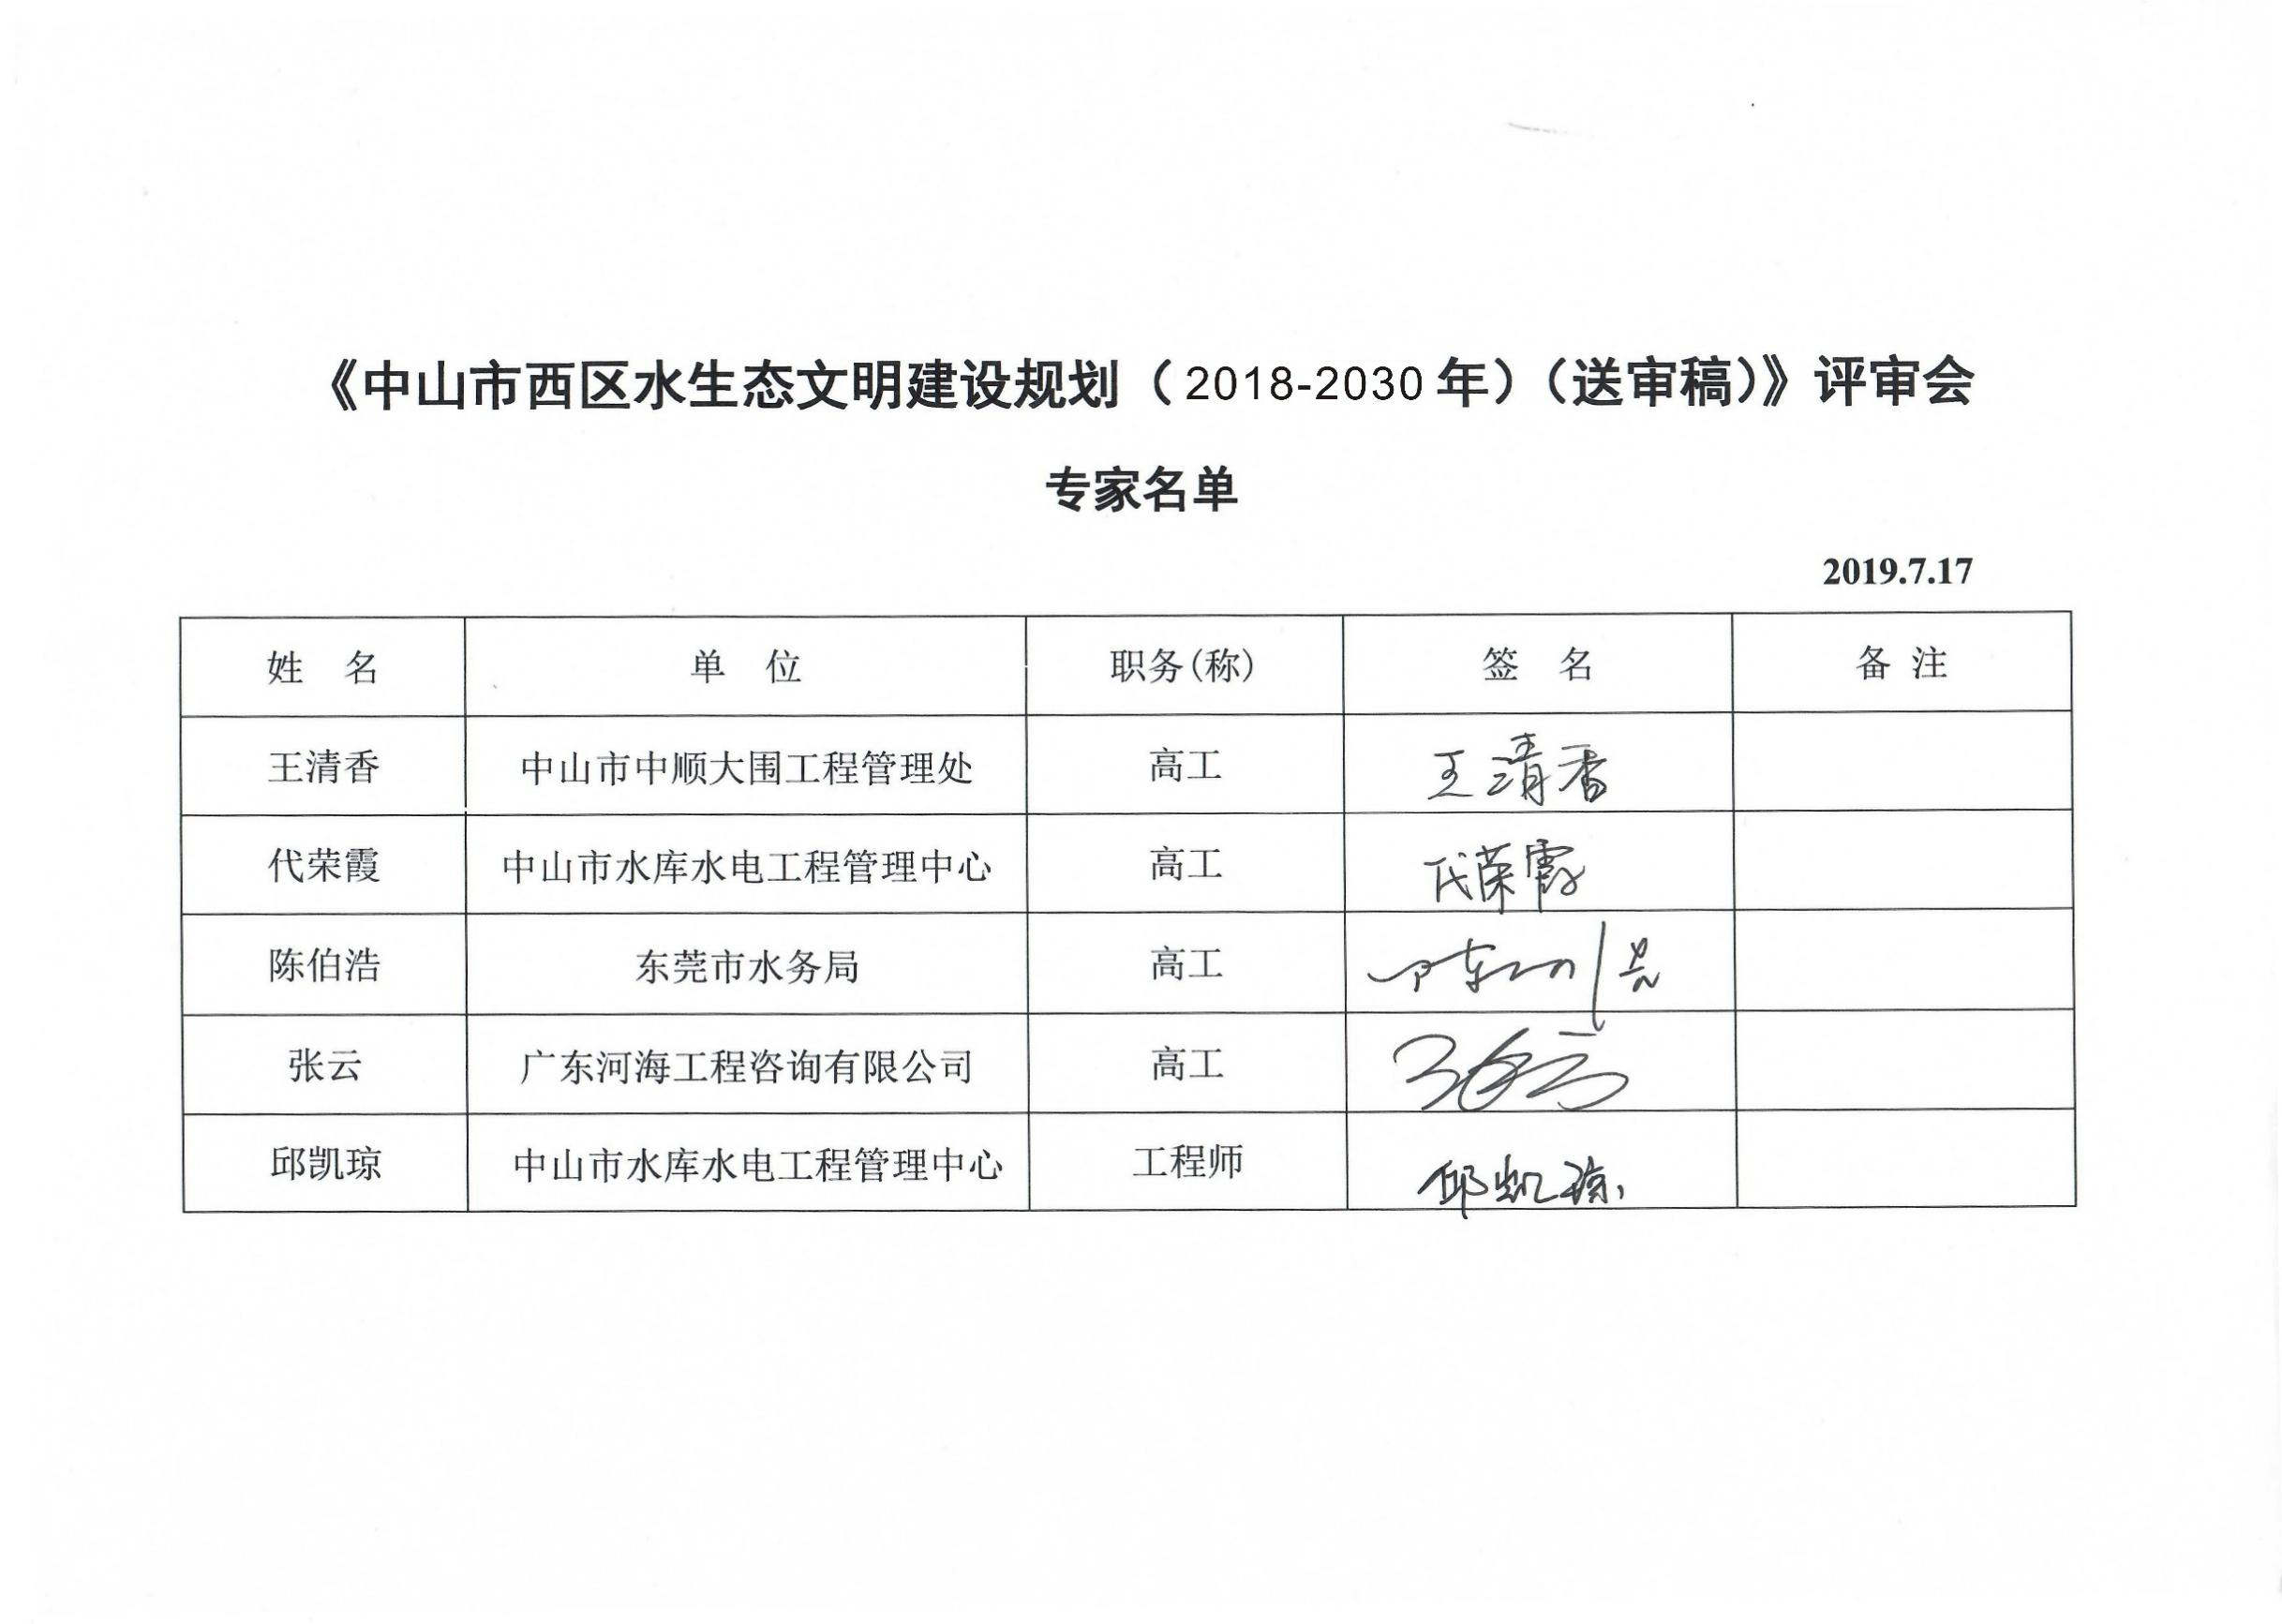 《中山市西区水生态文明建设规划（2018-2030年）（送审稿）》评审会
专家名单
2019.7.17
姓 名 单 位 职务(称) 签 名 备 注
王清香 中山市中顺大围工程管理处 高工 王清香
代荣霞 中山市水库水电工程管理中心 高工 代荣霞
陈伯浩 东莞市水务局 高工 陈伯浩
张云 广东河海工程咨询有限公司 高工 张云
邱凯琼 中山市水库水电工程管理中心 工程师 邱凯琼